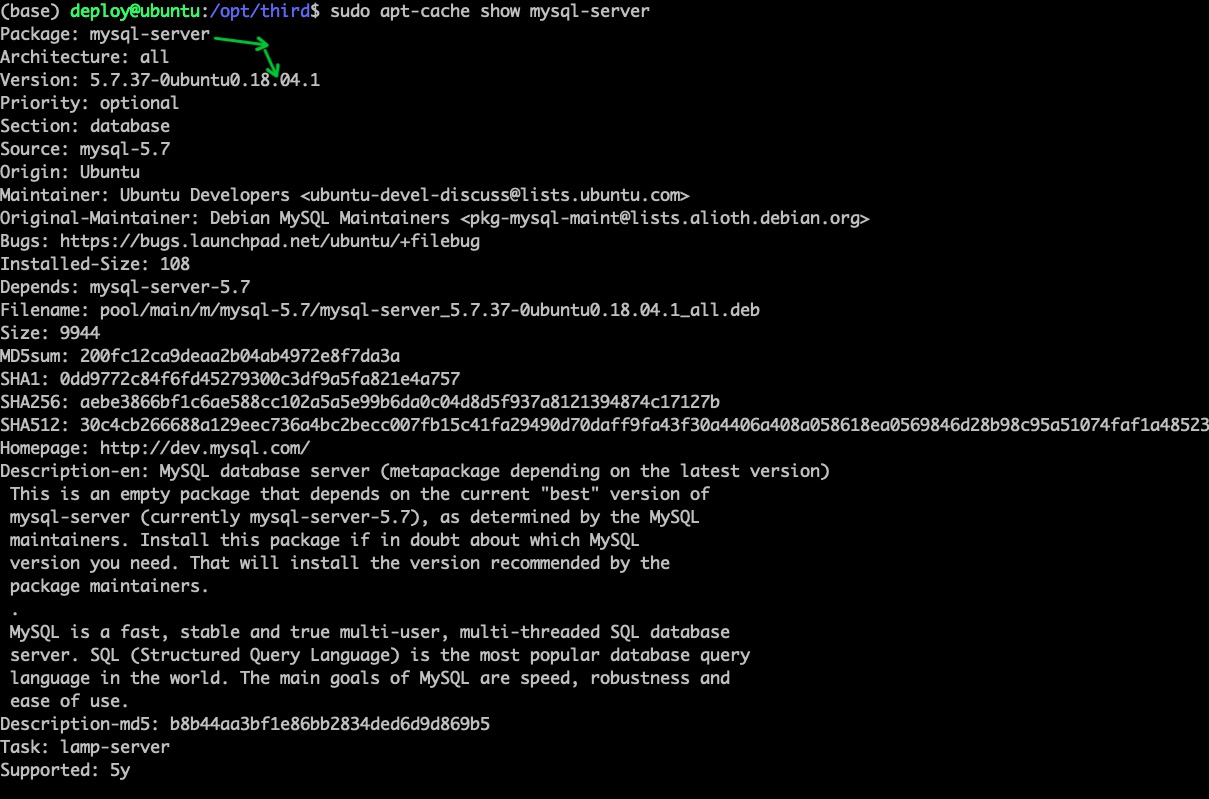 (base) deploy@ubuntu:/opt/third$ sudo apt-cache show mysql-server
Package: mysql-server
Architecture: all
Version: 5.7.37-0ubuntu0.18.04.1
Priority: optional
Section: database
Source: mysql-5.7
Origin: Ubuntu
Maintainer: Ubuntu Developers <ubuntu-devel-discuss@lists.ubuntu.com>
Original-Maintainer: Debian MySQL Maintainers <pkg-mysql-maint@lists.alioth.debian.org>
Bugs: https://bugs.launchpad.net/ubuntu/+filebug
Installed-Size: 108
Depends: mysql-server-5.7
Filename: pool/main/m/mysql-5.7/mysql-server_5.7.37-0ubuntu0.18.04.1_all.deb
Size: 9944
MD5sum: 200fc12ca9deaa2b04ab4972e8f7da3a
SHA1: 0dd9772c84f6fd45279300c3df9a5fa821e4a757
SHA256: aebe3866bf1c6ae588cc102a5a5e99b6da0c04d8d5f937a8121394874c17127b
SHA512: 30c4cb266688a129eec736a4bc2becc007fb15c41fa29490d70daff9fa43f30a4406a408a058618ea0569846d28b98c95a51074faf1a48523
Homepage: http://dev.mysql.com/
Description-en: MySQL database server (metapackage depending on the latest version)
This is an empty package that depends on the current "best" version of
mysql-server (currently mysql-server-5.7), as determined by the MySQL
maintainers. Install this package if in doubt about which MySQL
version you need. That will install the version recommended by the
package maintainers.
.
MySQL is a fast, stable and true multi-user, multi-threaded SQL database
server. SQL (Structured Query Language) is the most popular database query
language in the world. The main goals of MySQL are speed, robustness and
ease of use.
Description-md5: b8b44aa3bf1e86bb2834ded6d9d869b5
Task: lamp-server
Supported: 5y